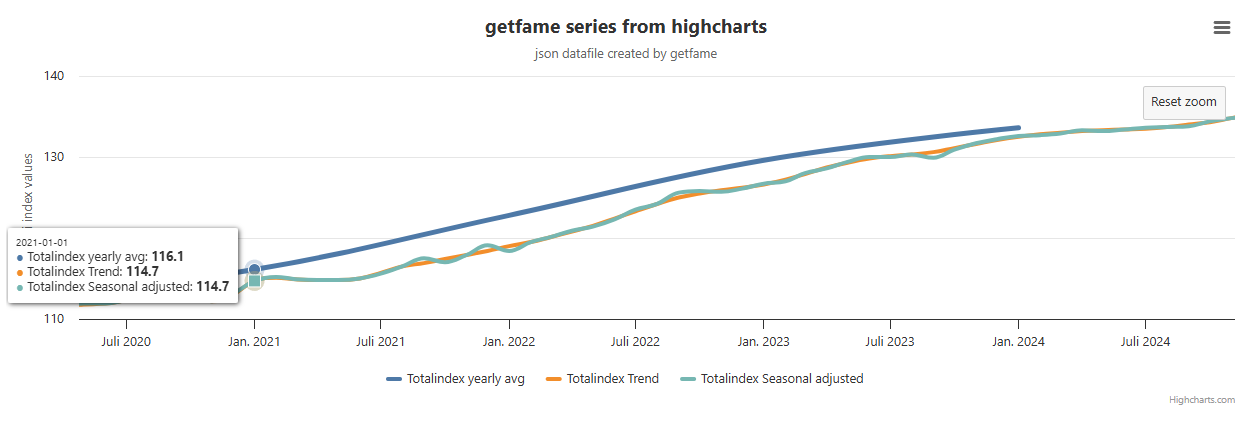 getfame series from highcharts
json datafile created by getfame
140
Reset zoom
130
index values
2021-01-01
Totalindex yearly avg: 116.1
Totalindex Trend: 114.7
Totalindex Seasonal adjusted: 114.7
110
Juli 2020
Jan. 2021
Juli 2021
Jan. 2022
Juli 2022
Jan. 2023
Juli 2023
Jan. 2024
Juli 2024
Totalindex yearly avg
Totalindex Trend
Totalindex Seasonal adjusted
Highcharts.com